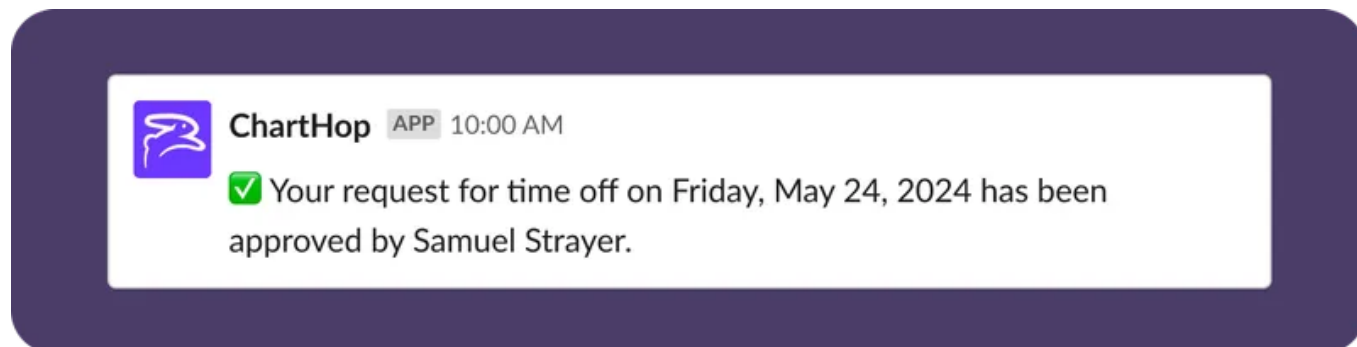 ChartHop APP 10:00 AM
✅ Your request for time off on Friday, May 24, 2024 has been
approved by Samuel Strayer.